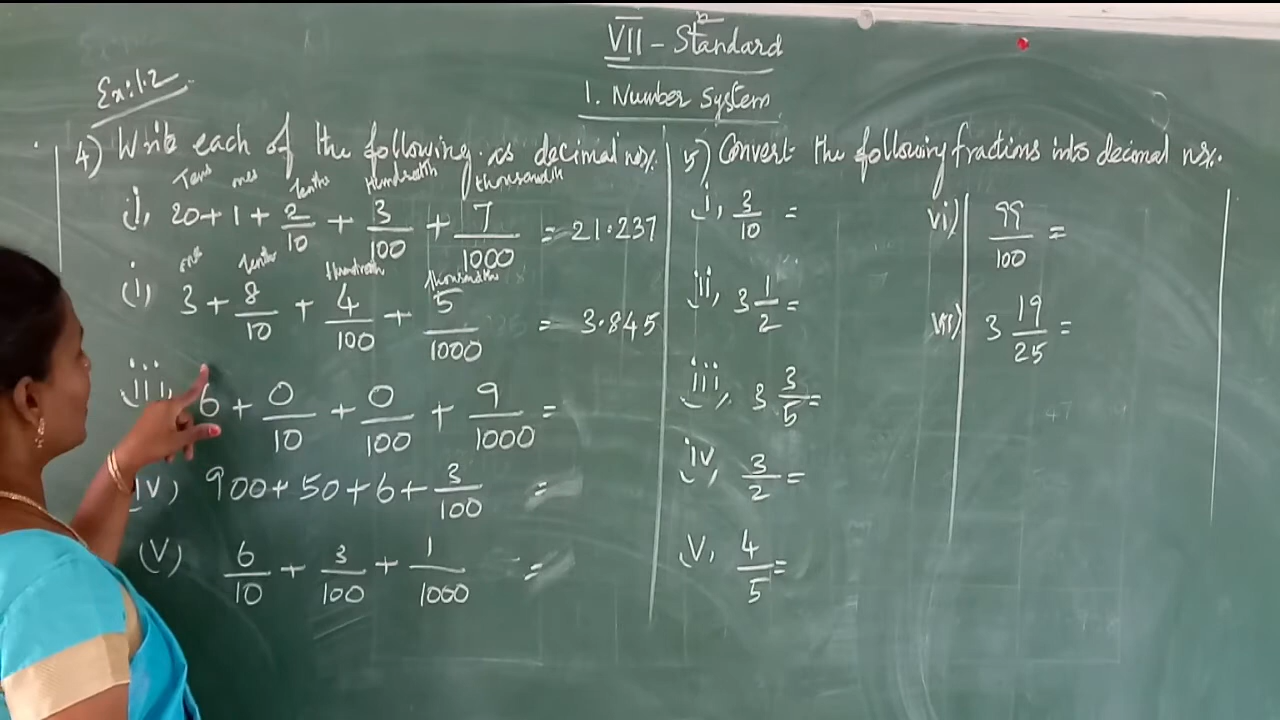 VII - Standard
1. Number System
Ex:1.2
4) Write each of the following as decimal nos.
Tens ones Tenths Hundredth thousandth
i, 20 + 1 + 2/10 + 3/100 + 7/1000 = 21.237
one Tenths Hundredth thousandths
(i, 3 + 8/10 + 4/100 + 5/1000 = 3.845
iii, 6 + 0/10 + 0/100 + 9/1000 =
iv) 900 + 50 + 6 + 3/100 =
(V) 6/10 + 3/100 + 1/1000 =
5) Convert the following fractions into decimal nos.
i, 3/10 =
ii, 3 1/2 =
iii, 3 3/5 =
iv, 3/2 =
V, 4/5 =
vi) 99/100 =
vii) 3 19/25 =